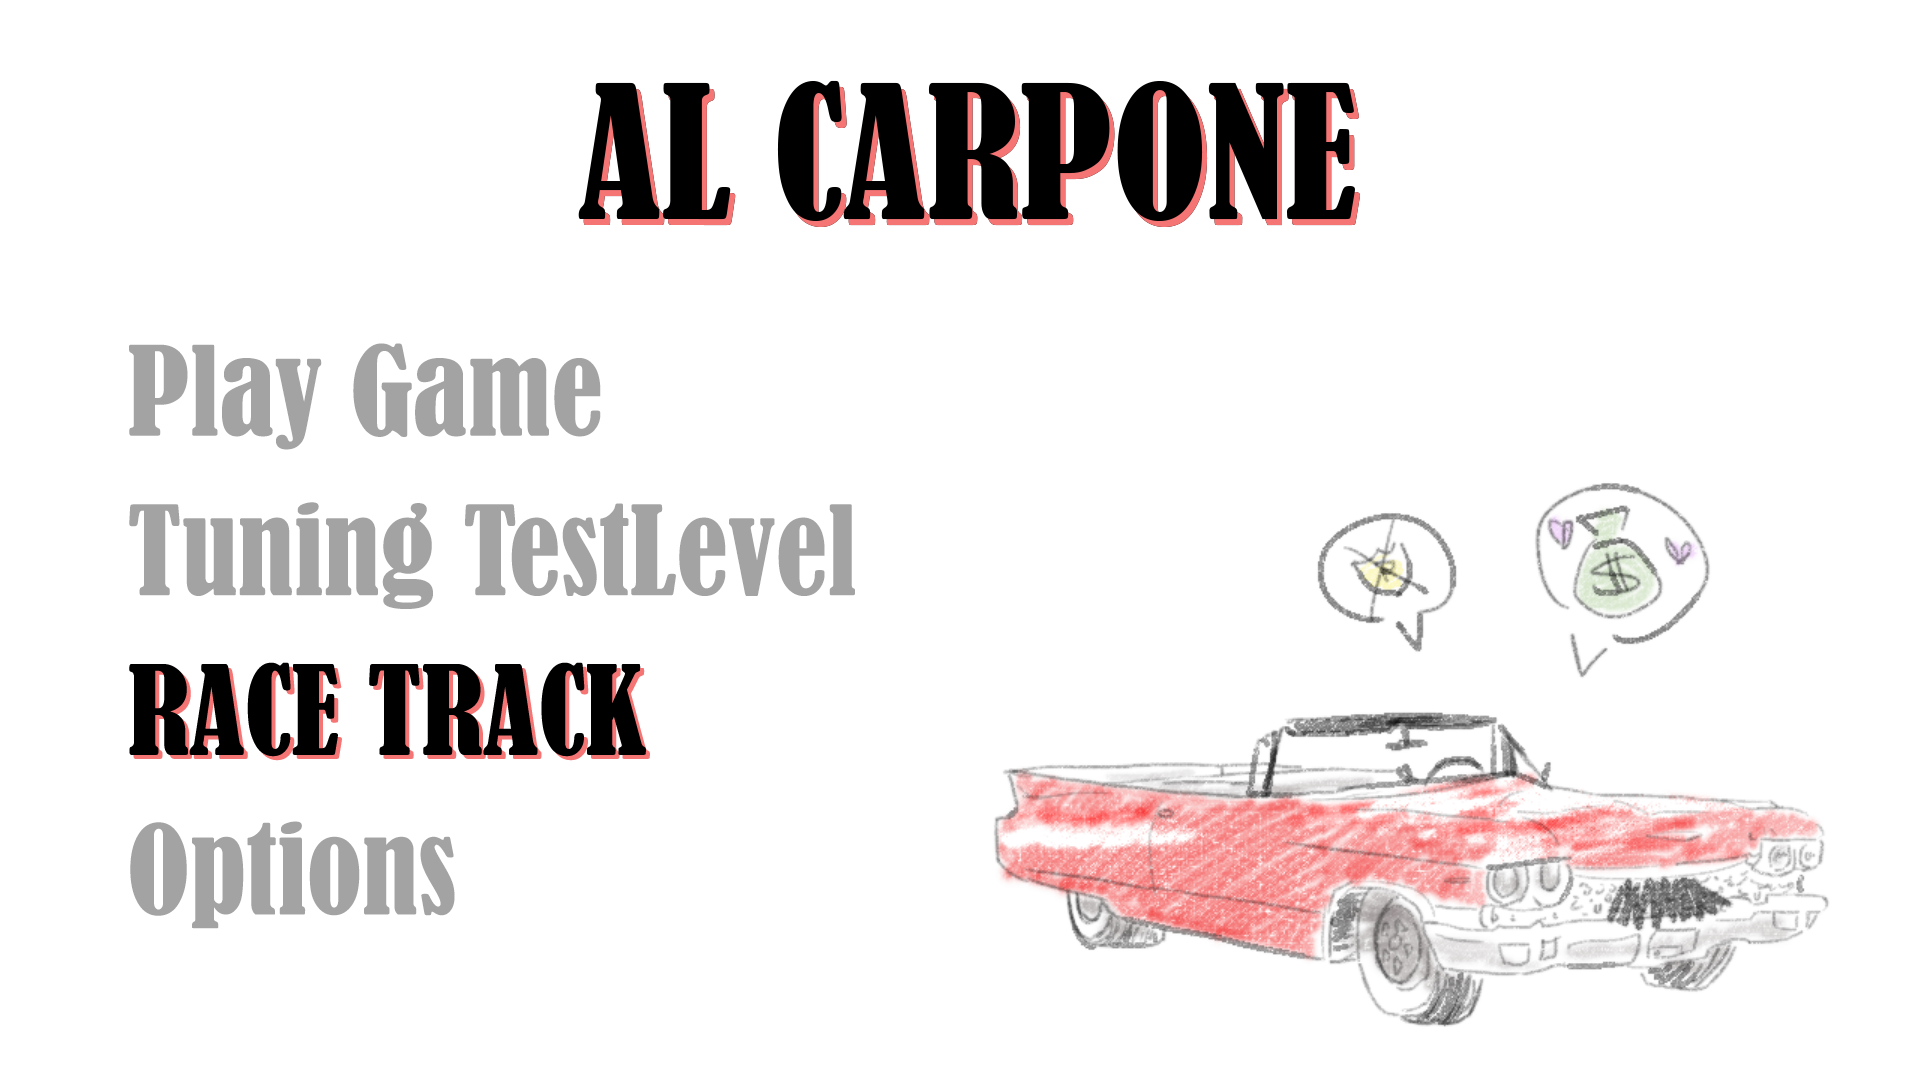 AL CARPONE
Play Game
Tuning TestLevel
RACE TRACK
Options
$